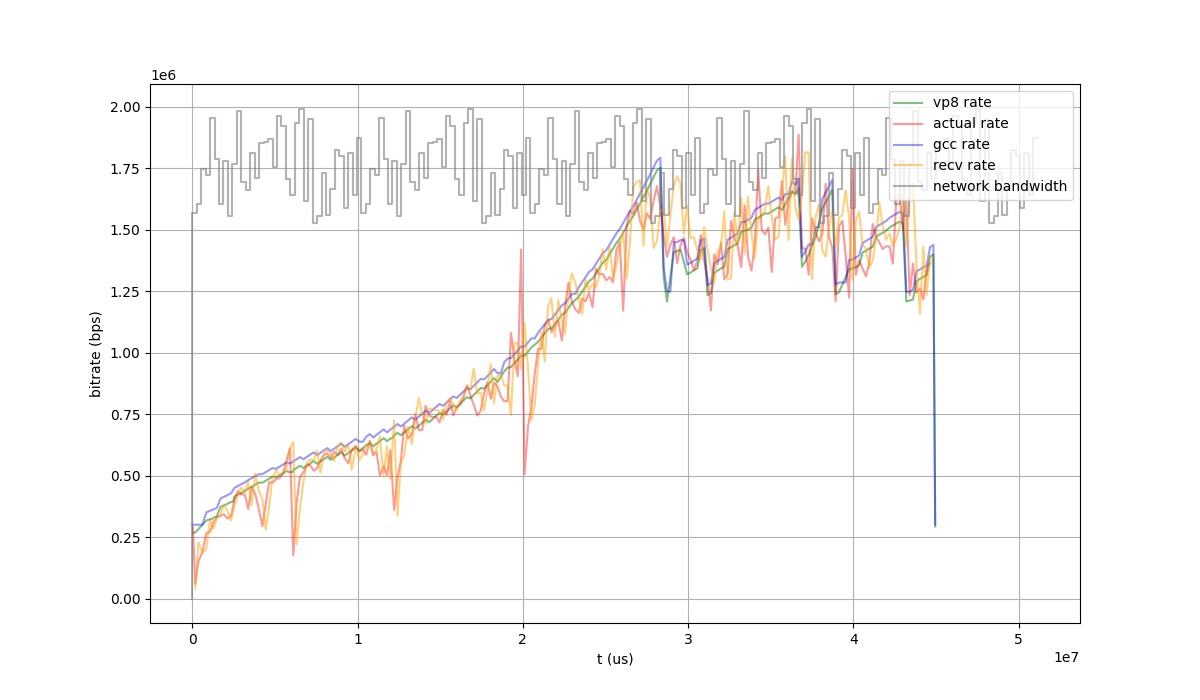 1e6
2.00
1.75
1.50
1.25
1.00
0.75
0.50
0.25
0.00
bitrate (bps)
vp8 rate
actual rate
gcc rate
recv rate
network bandwidth
0
1
2
3
4
5
t (us)
1e7